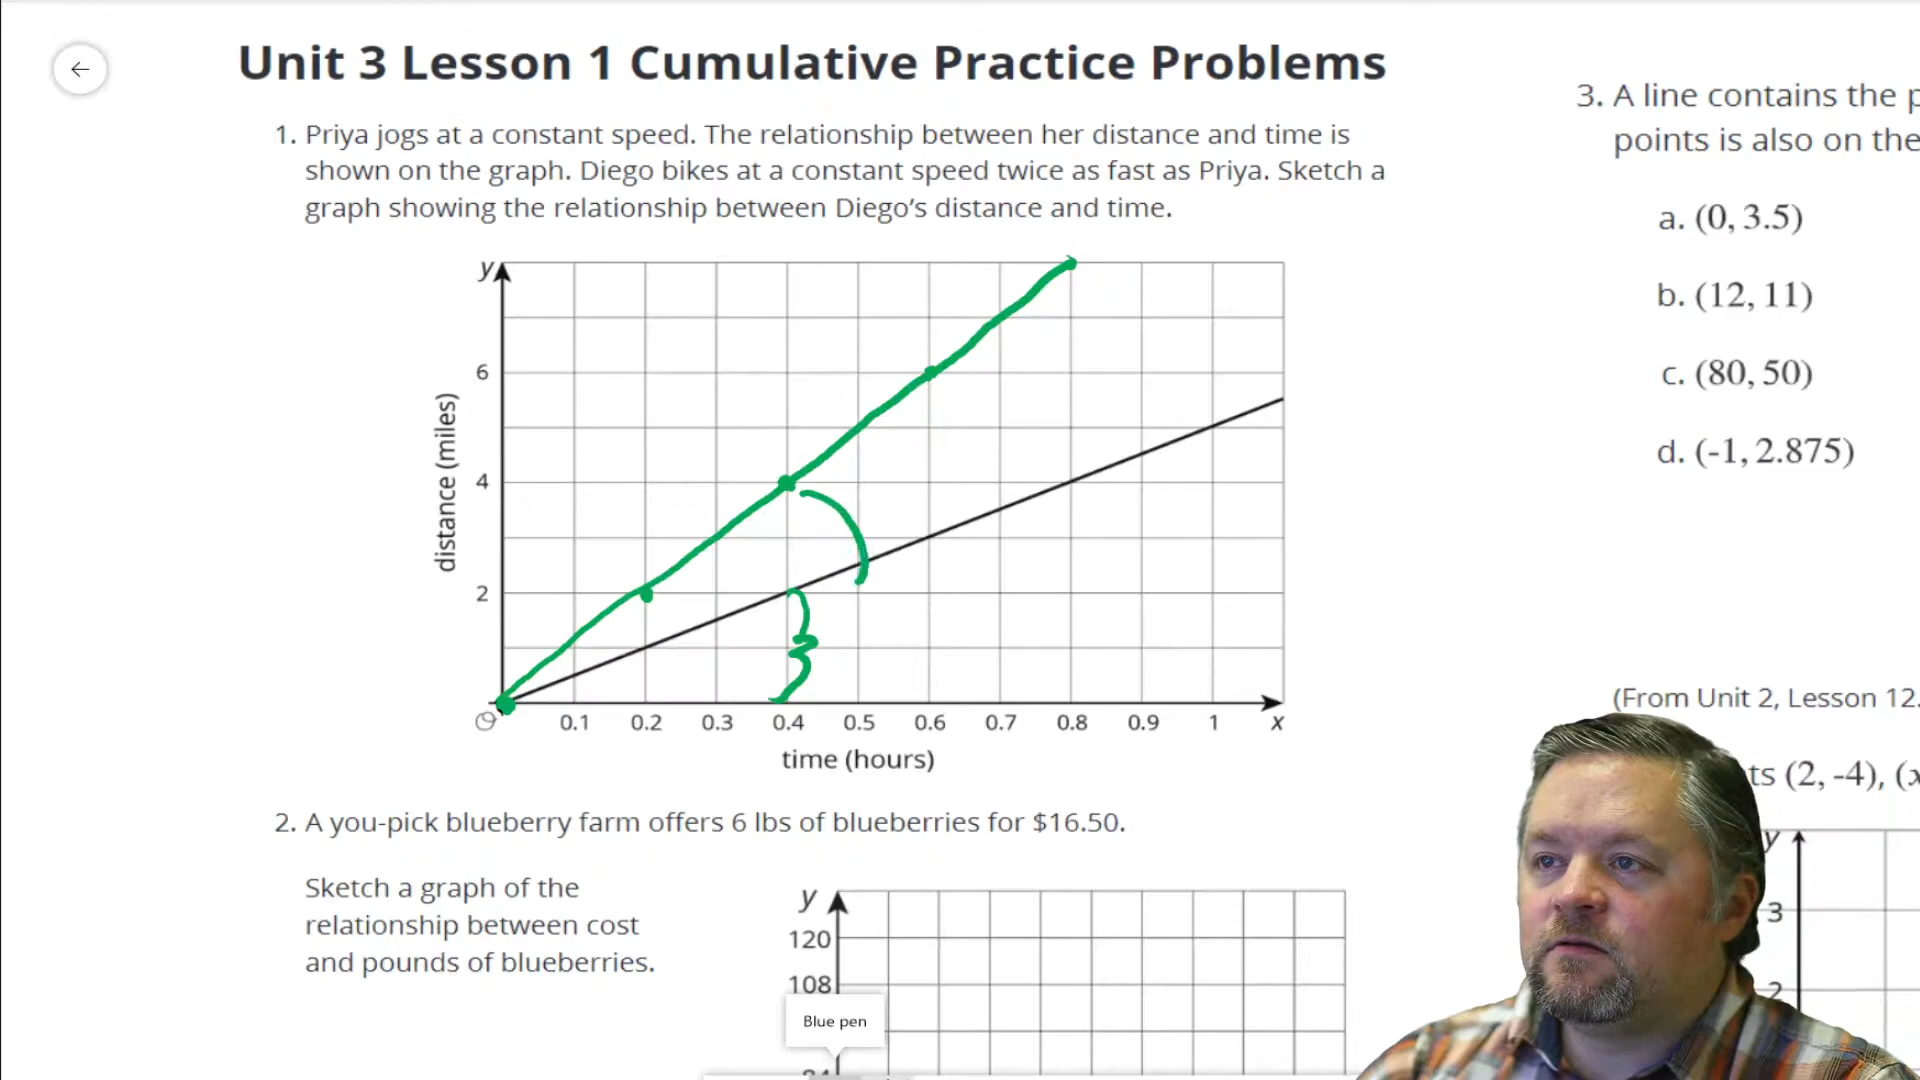 Unit 3 Lesson 1 Cumulative Practice Problems
1. Priya jogs at a constant speed. The relationship between her distance and time is
shown on the graph. Diego bikes at a constant speed twice as fast as Priya. Sketch a
graph showing the relationship between Diego's distance and time.
y
6
4
2
distance (miles)
0.1 0.2 0.3 0.4 0.5 0.6 0.7 0.8 0.9 1 x
time (hours)
2. A you-pick blueberry farm offers 6 lbs of blueberries for $16.50.
Sketch a graph of the
relationship between cost
and pounds of blueberries.
y
120
108
Blue pen
3. A line contains the p
points is also on the
a. (0, 3.5)
b. (12, 11)
c. (80, 50)
d. (-1, 2.875)
(From Unit 2, Lesson 12.
ts (2, -4), (x
y
3
2